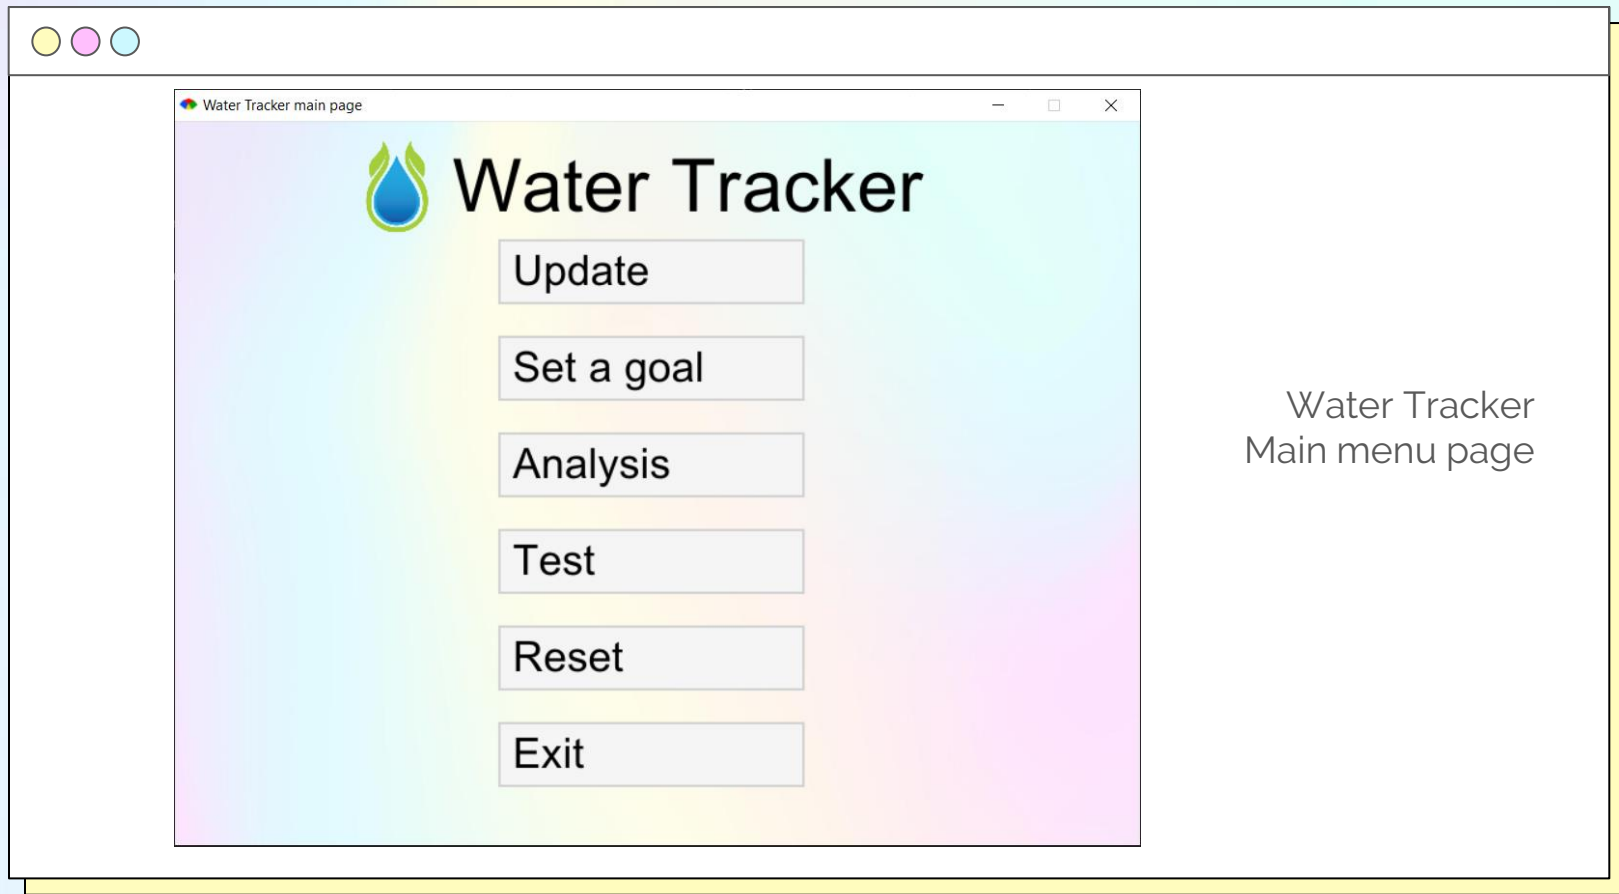 Water Tracker main page
Water Tracker
Update
Set a goal
Analysis
Test
Reset
Exit
Water Tracker
Main menu page